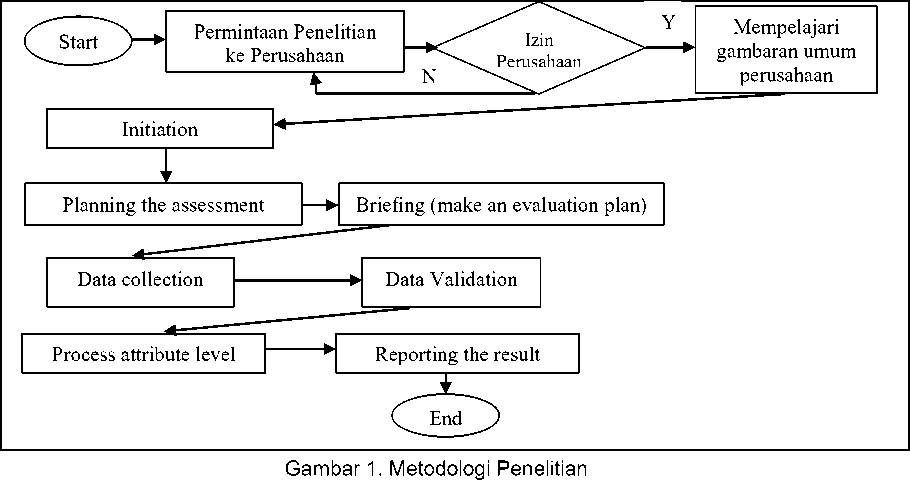 Start
Permintaan Penelitian
ke Perusahaan
Izin
Perusahaan
Y
N
Mempelajari
gambaran umum
perusahaan
Initiation
Planning the assessment
Briefing (make an evaluation plan)
Data collection
Data Validation
Process attribute level
Reporting the result
End
Gambar 1. Metodologi Penelitian